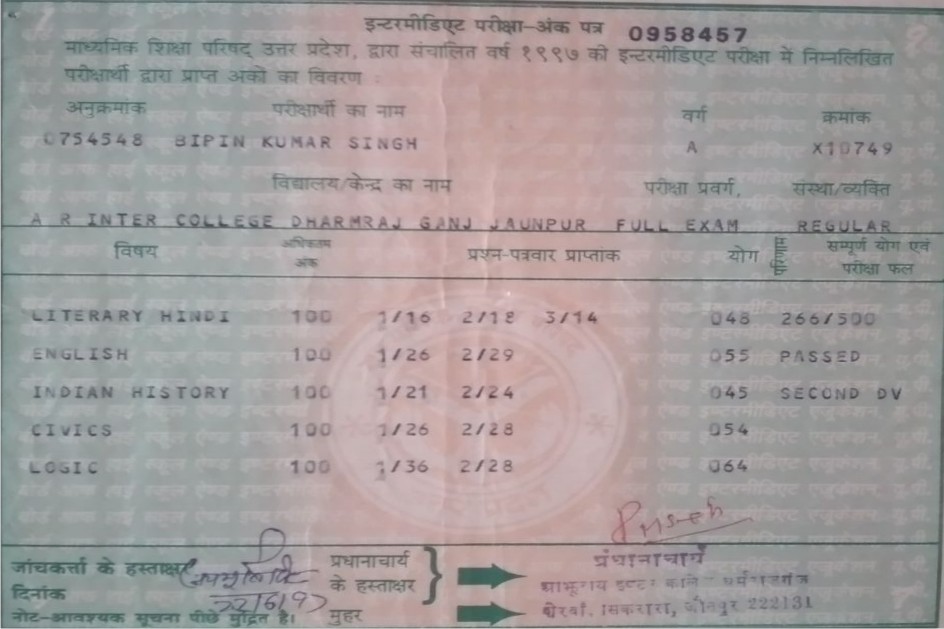 इन्टरमीडिएट परीक्षा-अंक पत्र 0958457
माध्यमिक शिक्षा परिषद् उत्तर प्रदेश, द्वारा संचालित वर्ष १९९७ की इन्टरमीडिएट परीक्षा में निम्नलिखित
परीक्षार्थी द्वारा प्राप्त अंकों का विवरण
अनुक्रमांक परीक्षार्थी का नाम वर्ग क्रमांक
0754548 BIPIN KUMAR SINGH A X10749
विद्यालय/केन्द्र का नाम परीक्षा प्रवर्ग, संस्था/व्यक्ति
A R INTER COLLEGE DHARMRAJ GANJ JAUNPUR FULL EXAM REGULAR
विषय अधिकतम अंक प्रश्न-पत्रवार प्राप्तांक योग सम्पूर्ण योग एवं
परीक्षा फल
LITERARY HINDI 100 1/16 2/18 3/14 048 266/500
ENGLISH 100 1/26 2/29 055 PASSED
INDIAN HISTORY 100 1/21 2/24 045 SECOND DV
CIVICS 100 1/26 2/28 054
LOGIC 100 1/36 2/28 064
जांचकर्त्ता के हस्ताक्षर प्रधानाचार्य
के हस्ताक्षर
दिनांक
नोट-आवश्यक सूचना पीछे मुद्रित है। मुहर
सिकरारा, जौनपुर 222131